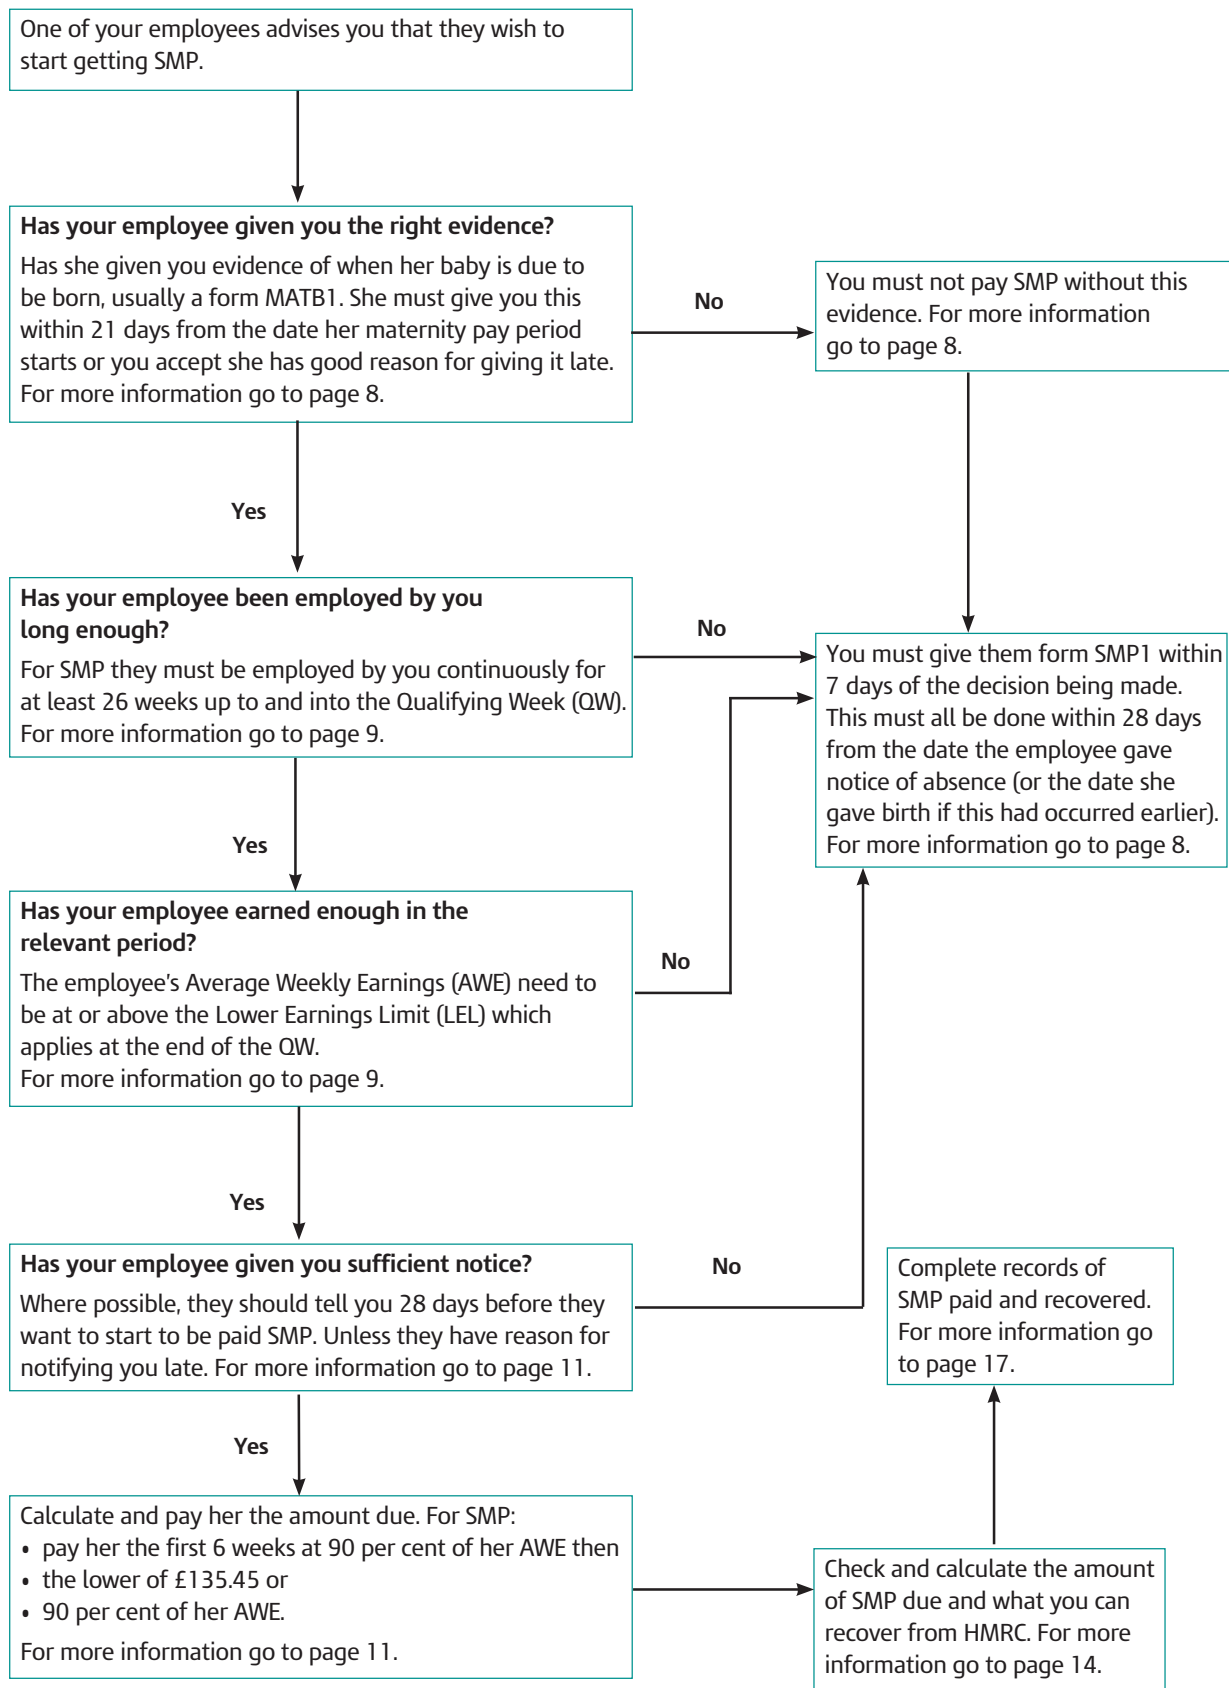 One of your employees advises you that they wish to
start getting SMP.
Has your employee given you the right evidence?
Has she given you evidence of when her baby is due to
be born, usually a form MATB1. She must give you this
within 21 days from the date her maternity pay period
starts or you accept she has good reason for giving it late.
For more information go to page 8.
No
You must not pay SMP without this
evidence. For more information
go to page 8.
Yes
Has your employee been employed by you
long enough?
For SMP they must be employed by you continuously for
at least 26 weeks up to and into the Qualifying Week (QW).
For more information go to page 9.
No
You must give them form SMP1 within
7 days of the decision being made.
This must all be done within 28 days
from the date the employee gave
notice of absence (or the date she
gave birth if this had occurred earlier).
For more information go to page 8.
Yes
Has your employee earned enough in the
relevant period?
The employee's Average Weekly Earnings (AWE) need to
be at or above the Lower Earnings Limit (LEL) which
applies at the end of the QW.
For more information go to page 9.
No
Yes
Has your employee given you sufficient notice?
Where possible, they should tell you 28 days before they
want to start to be paid SMP. Unless they have reason for
notifying you late. For more information go to page 11.
No
Complete records of
SMP paid and recovered.
For more information go
to page 17.
Yes
Calculate and pay her the amount due. For SMP:
• pay her the first 6 weeks at 90 per cent of her AWE then
• the lower of £135.45 or
• 90 per cent of her AWE.
For more information go to page 11.
Check and calculate the amount
of SMP due and what you can
recover from HMRC. For more
information go to page 14.